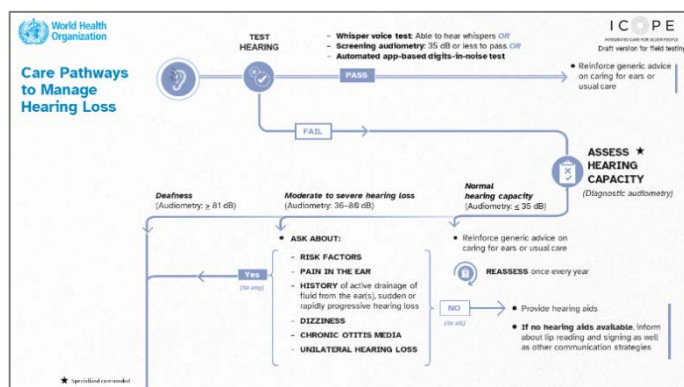 World Health
Organization
Care Pathways
to Manage
Hearing Loss
TEST
HEARING
– Whisper voice test: Able to hear whispers OR
– Screening audiometry: 35 dB or less to pass OR
– Automated app-based digits-in-noise test
ICOPE
INTEGRATED CARE FOR OLDER PEOPLE
Draft version for field testing
PASS
• Reinforce generic advice
on caring for ears or
usual care
FAIL
ASSESS ★
HEARING
CAPACITY
(Diagnostic audiometry)
Deafness
(Audiometry: ≥ 81 dB)
Moderate to severe hearing loss
(Audiometry: 36–80 dB)
Normal
hearing capacity
(Audiometry: ≤ 35 dB)
• ASK ABOUT:
– RISK FACTORS
– PAIN IN THE EAR
– HISTORY of active drainage of
fluid from the ear(s), sudden or
rapidly progressive hearing loss
– DIZZINESS
– CHRONIC OTITIS MEDIA
– UNILATERAL HEARING LOSS
Yes
(to any)
• Reinforce generic advice on
caring for ears or usual care
REASSESS once every year
NO
(to all)
• Provide hearing aids
• If no hearing aids available, inform
about lip reading and signing as well
as other communication strategies
★ Specialised care needed